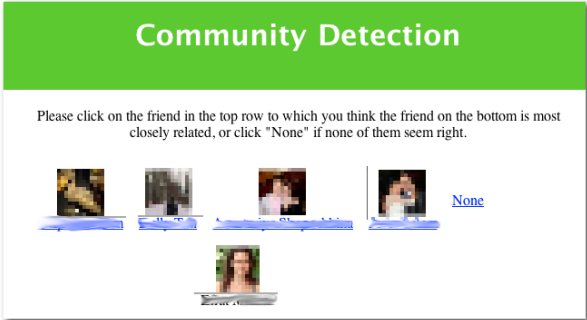 Community Detection
Please click on the friend in the top row to which you think the friend on the bottom is most
closely related, or click "None" if none of them seem right.
None